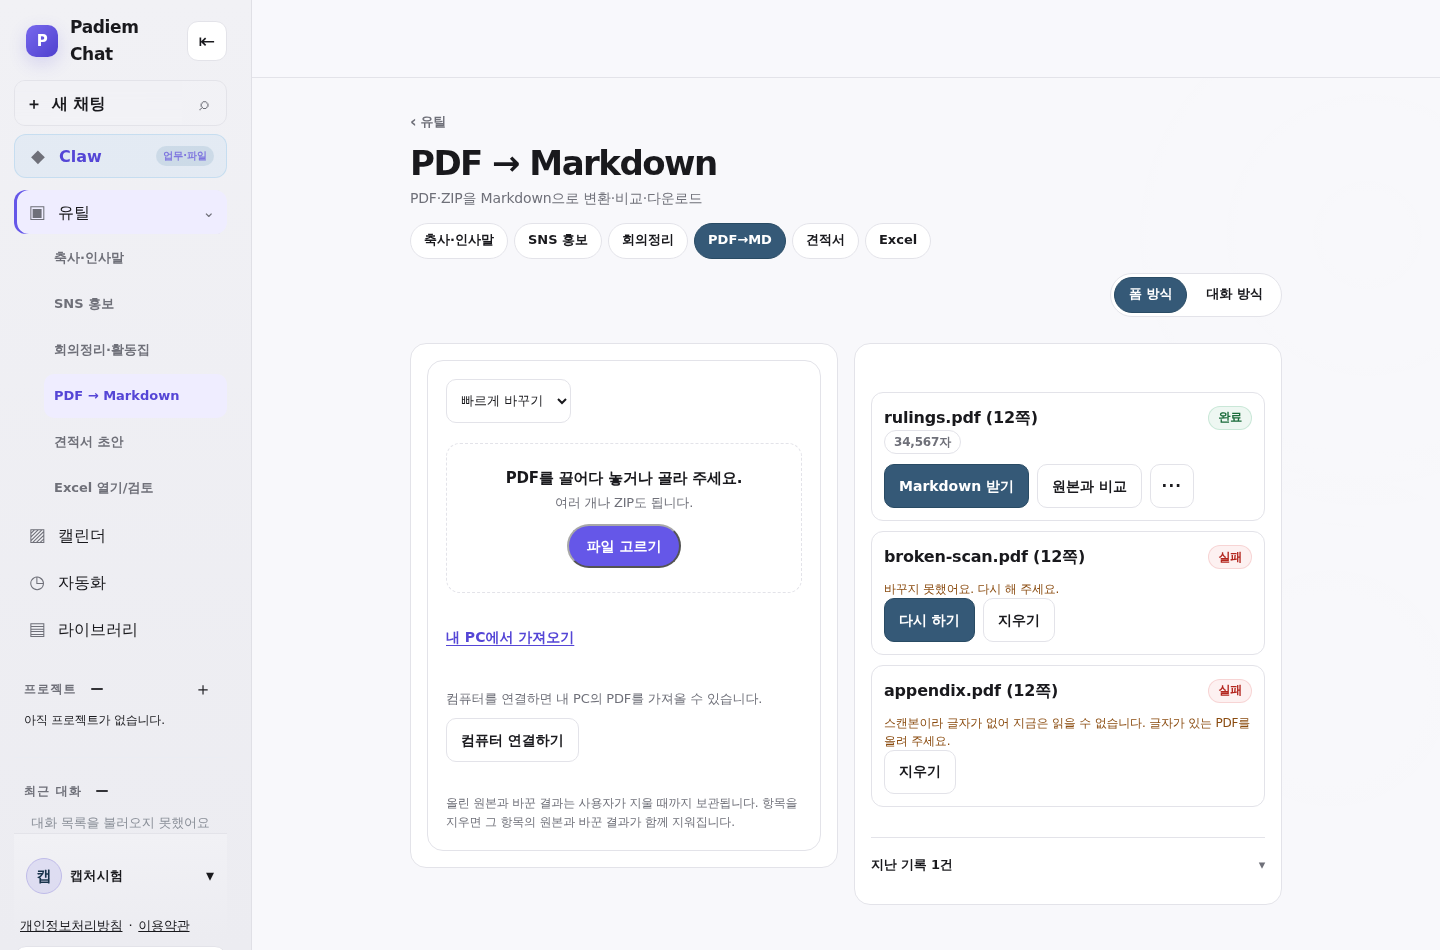 P
Padiem
Chat
⇤
+ 새 채팅
◆ Claw 업무·파일
유틸
축사·인사말
SNS 홍보
회의정리·활동집
PDF → Markdown
견적서 초안
Excel 열기/검토
캘린더
자동화
라이브러리
프로젝트 — +
아직 프로젝트가 없습니다.
최근 대화 —
대화 목록을 불러오지 못했어요
캡 캡처시험 ▼
개인정보처리방침 · 이용약관
‹ 유틸
PDF → Markdown
PDF·ZIP을 Markdown으로 변환·비교·다운로드
축사·인사말 SNS 홍보 회의정리 PDF→MD 견적서 Excel
폼 방식 대화 방식
빠르게 바꾸기
PDF를 끌어다 놓거나 골라 주세요.
여러 개나 ZIP도 됩니다.
파일 고르기
내 PC에서 가져오기
컴퓨터를 연결하면 내 PC의 PDF를 가져올 수 있습니다.
컴퓨터 연결하기
올린 원본과 바꾼 결과는 사용자가 지울 때까지 보관됩니다. 항목을
지우면 그 항목의 원본과 바꾼 결과가 함께 지워집니다.
rulings.pdf (12쪽) 완료
34,567자
Markdown 받기 원본과 비교 ···
broken-scan.pdf (12쪽) 실패
바꾸지 못했어요. 다시 해 주세요.
다시 하기 지우기
appendix.pdf (12쪽) 실패
스캔본이라 글자가 없어 지금은 읽을 수 없습니다. 글자가 있는 PDF를
올려 주세요.
지우기
지난 기록 1건 ▾